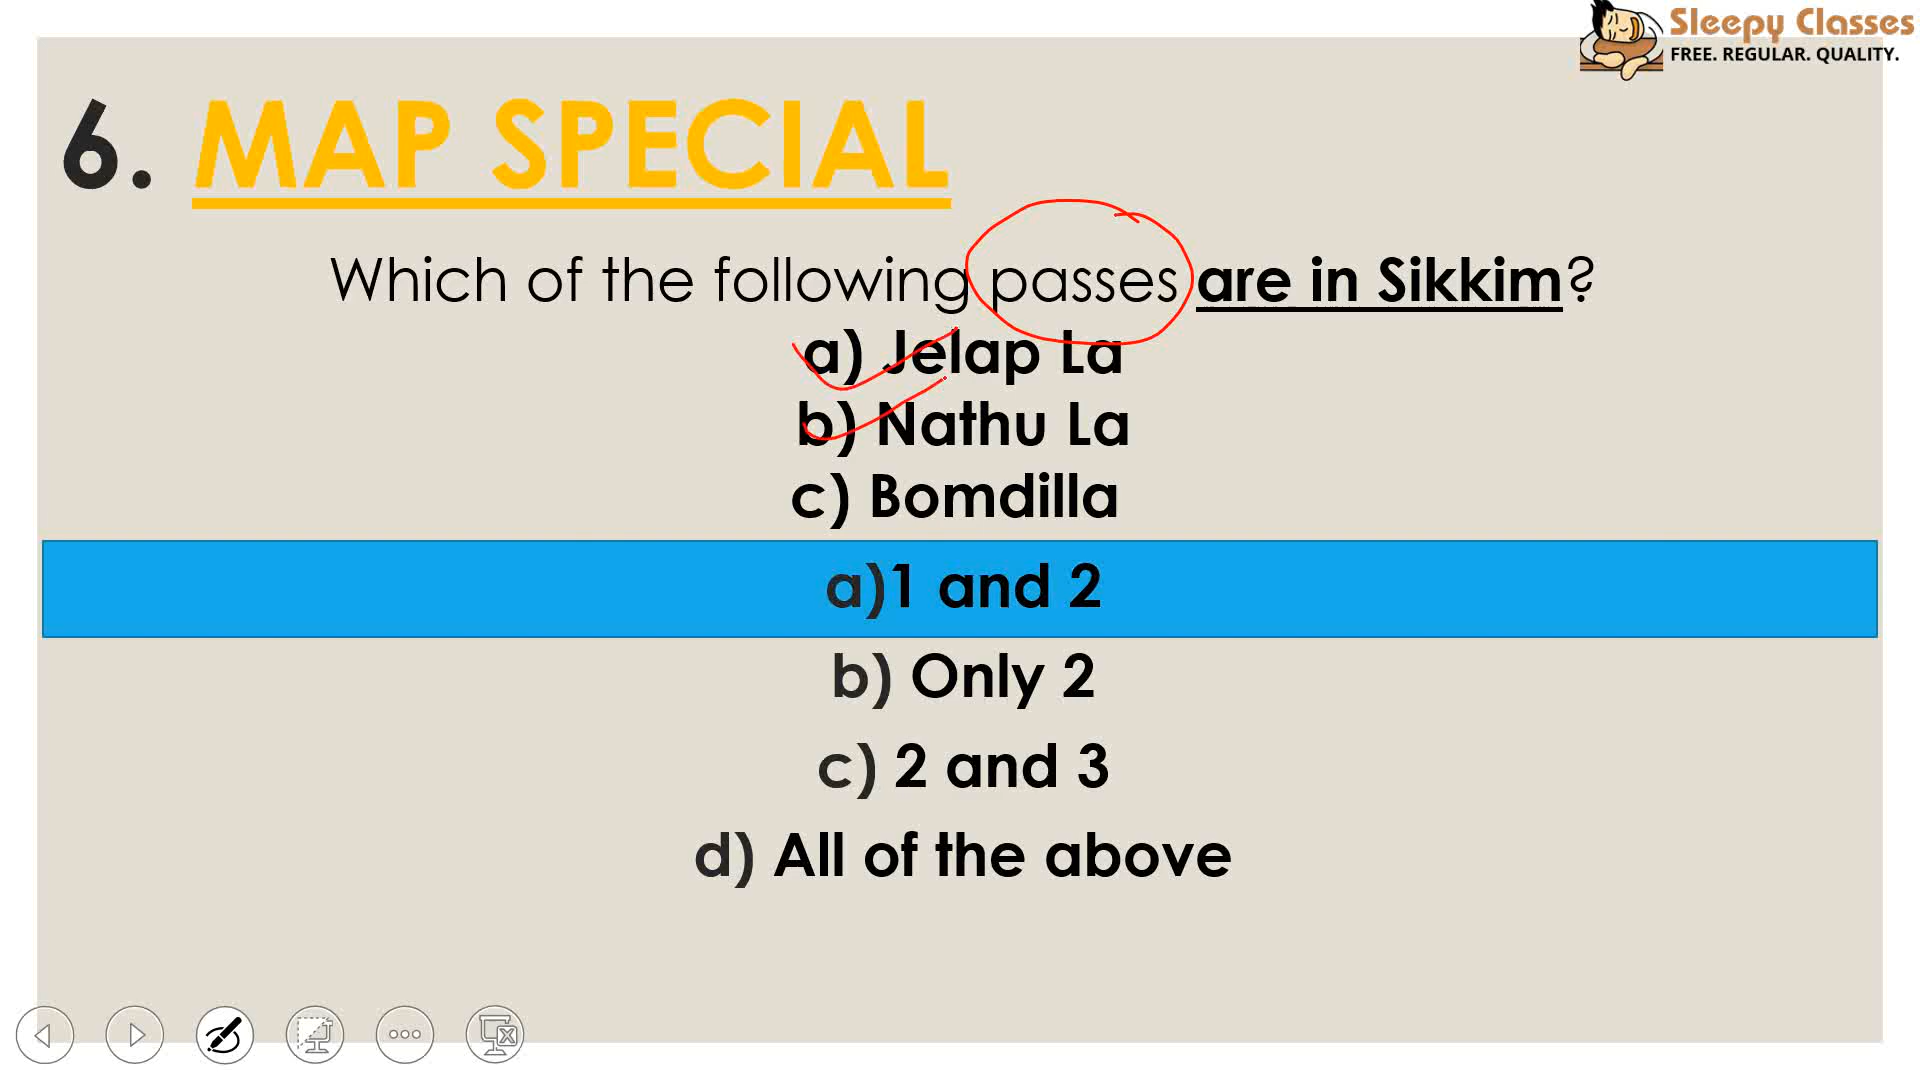 Sleepy Classes
FREE. REGULAR. QUALITY.
6. MAP SPECIAL
Which of the following passes are in Sikkim?
a) Jelap La
b) Nathu La
c) Bomdilla
a)1 and 2
b) Only 2
c) 2 and 3
d) All of the above